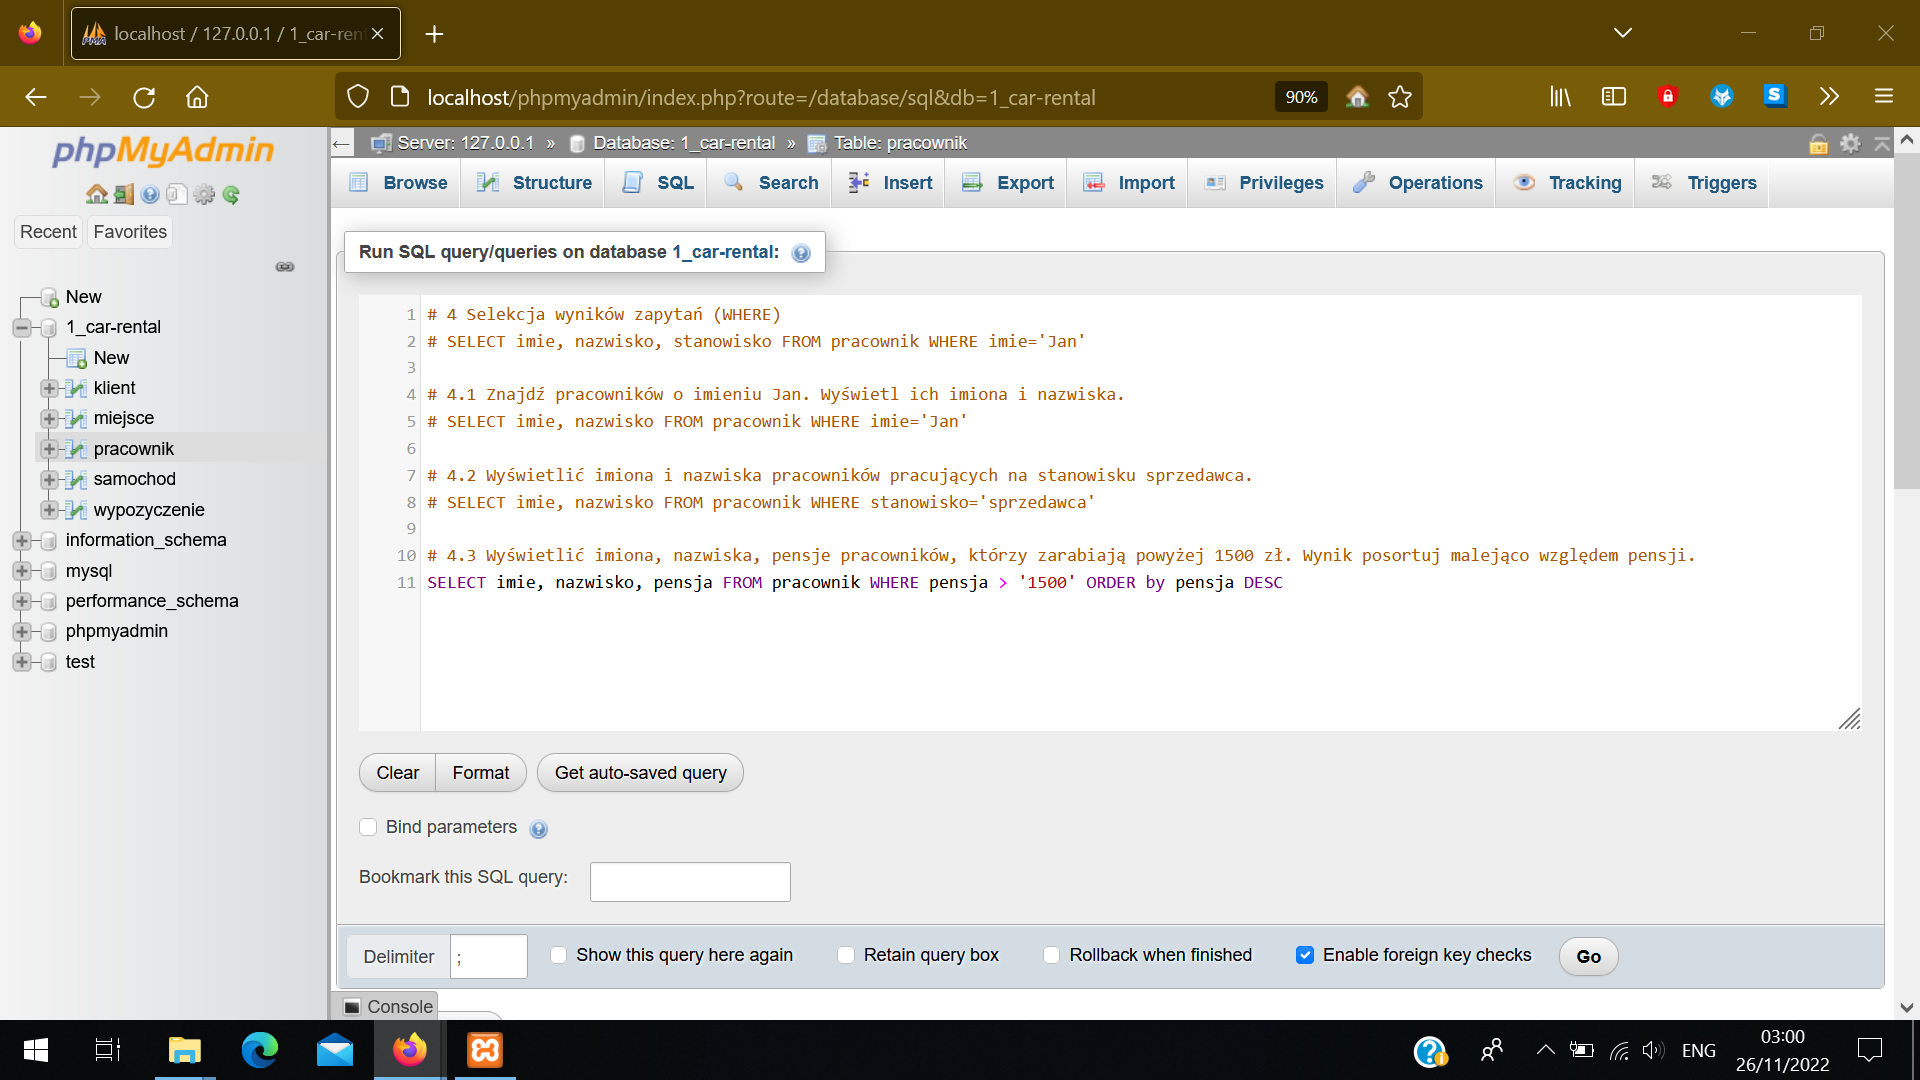 localhost / 127.0.0.1 / 1_car-ren
localhost/phpmyadmin/index.php?route=/database/sql&db=1_car-rental
90%
phpMyAdmin
Recent
Favorites
New
1_car-rental
New
klient
miejsce
pracownik
samochod
wypozyczenie
information_schema
mysql
performance_schema
phpmyadmin
test
Server: 127.0.0.1 » Database: 1_car-rental » Table: pracownik
Browse Structure SQL Search Insert Export Import Privileges Operations Tracking Triggers
Run SQL query/queries on database 1_car-rental:
1 # 4 Selekcja wyników zapytań (WHERE)
2 # SELECT imie, nazwisko, stanowisko FROM pracownik WHERE imie='Jan'
3
4 # 4.1 Znajdź pracowników o imieniu Jan. Wyświetl ich imiona i nazwiska.
5 # SELECT imie, nazwisko FROM pracownik WHERE imie='Jan'
6
7 # 4.2 Wyświetlić imiona i nazwiska pracowników pracujących na stanowisku sprzedawca.
8 # SELECT imie, nazwisko FROM pracownik WHERE stanowisko='sprzedawca'
9
10 # 4.3 Wyświetlić imiona, nazwiska, pensje pracowników, którzy zarabiają powyżej 1500 zł. Wynik posortuj malejąco względem pensji.
11 SELECT imie, nazwisko, pensja FROM pracownik WHERE pensja > '1500' ORDER by pensja DESC
Clear Format Get auto-saved query
Bind parameters
Bookmark this SQL query:
Delimiter ; Show this query here again Retain query box Rollback when finished Enable foreign key checks Go
Console
ENG
03:00
26/11/2022